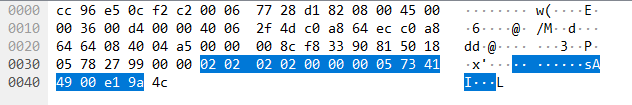 0000 cc 96 e5 0c f2 c2 00 06 77 28 d1 82 08 00 45 00 ········ w(····E·
0010 00 36 00 d4 00 00 40 06 2f 4d c0 a8 64 ec c0 a8 ·6····@· /M··d···
0020 64 64 08 40 04 a5 00 00 00 8c f8 33 90 81 50 18 dd·@···· ···3··P·
0030 05 78 27 99 00 00 02 02 02 02 00 00 00 05 73 41 ·x'····· ······sA
0040 49 00 e1 9a 4c I···L